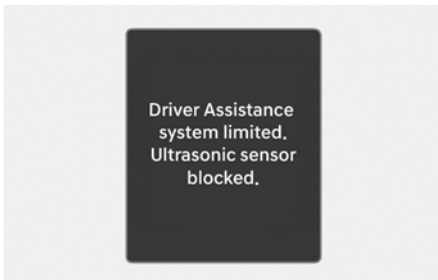 Driver Assistance
system limited.
Ultrasonic sensor
blocked.